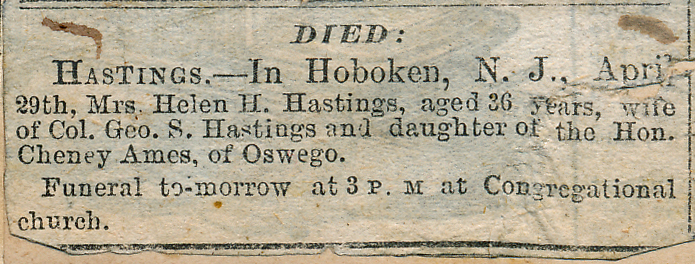 DIED:
HASTINGS.—In Hoboken, N. J., April
29th, Mrs. Helen H. Hastings, aged 36 years, wife
of Col. Geo. S. Hastings and daughter of the Hon.
Cheney Ames, of Oswego.
Funeral to-morrow at 3 P. M at Congregational
church.